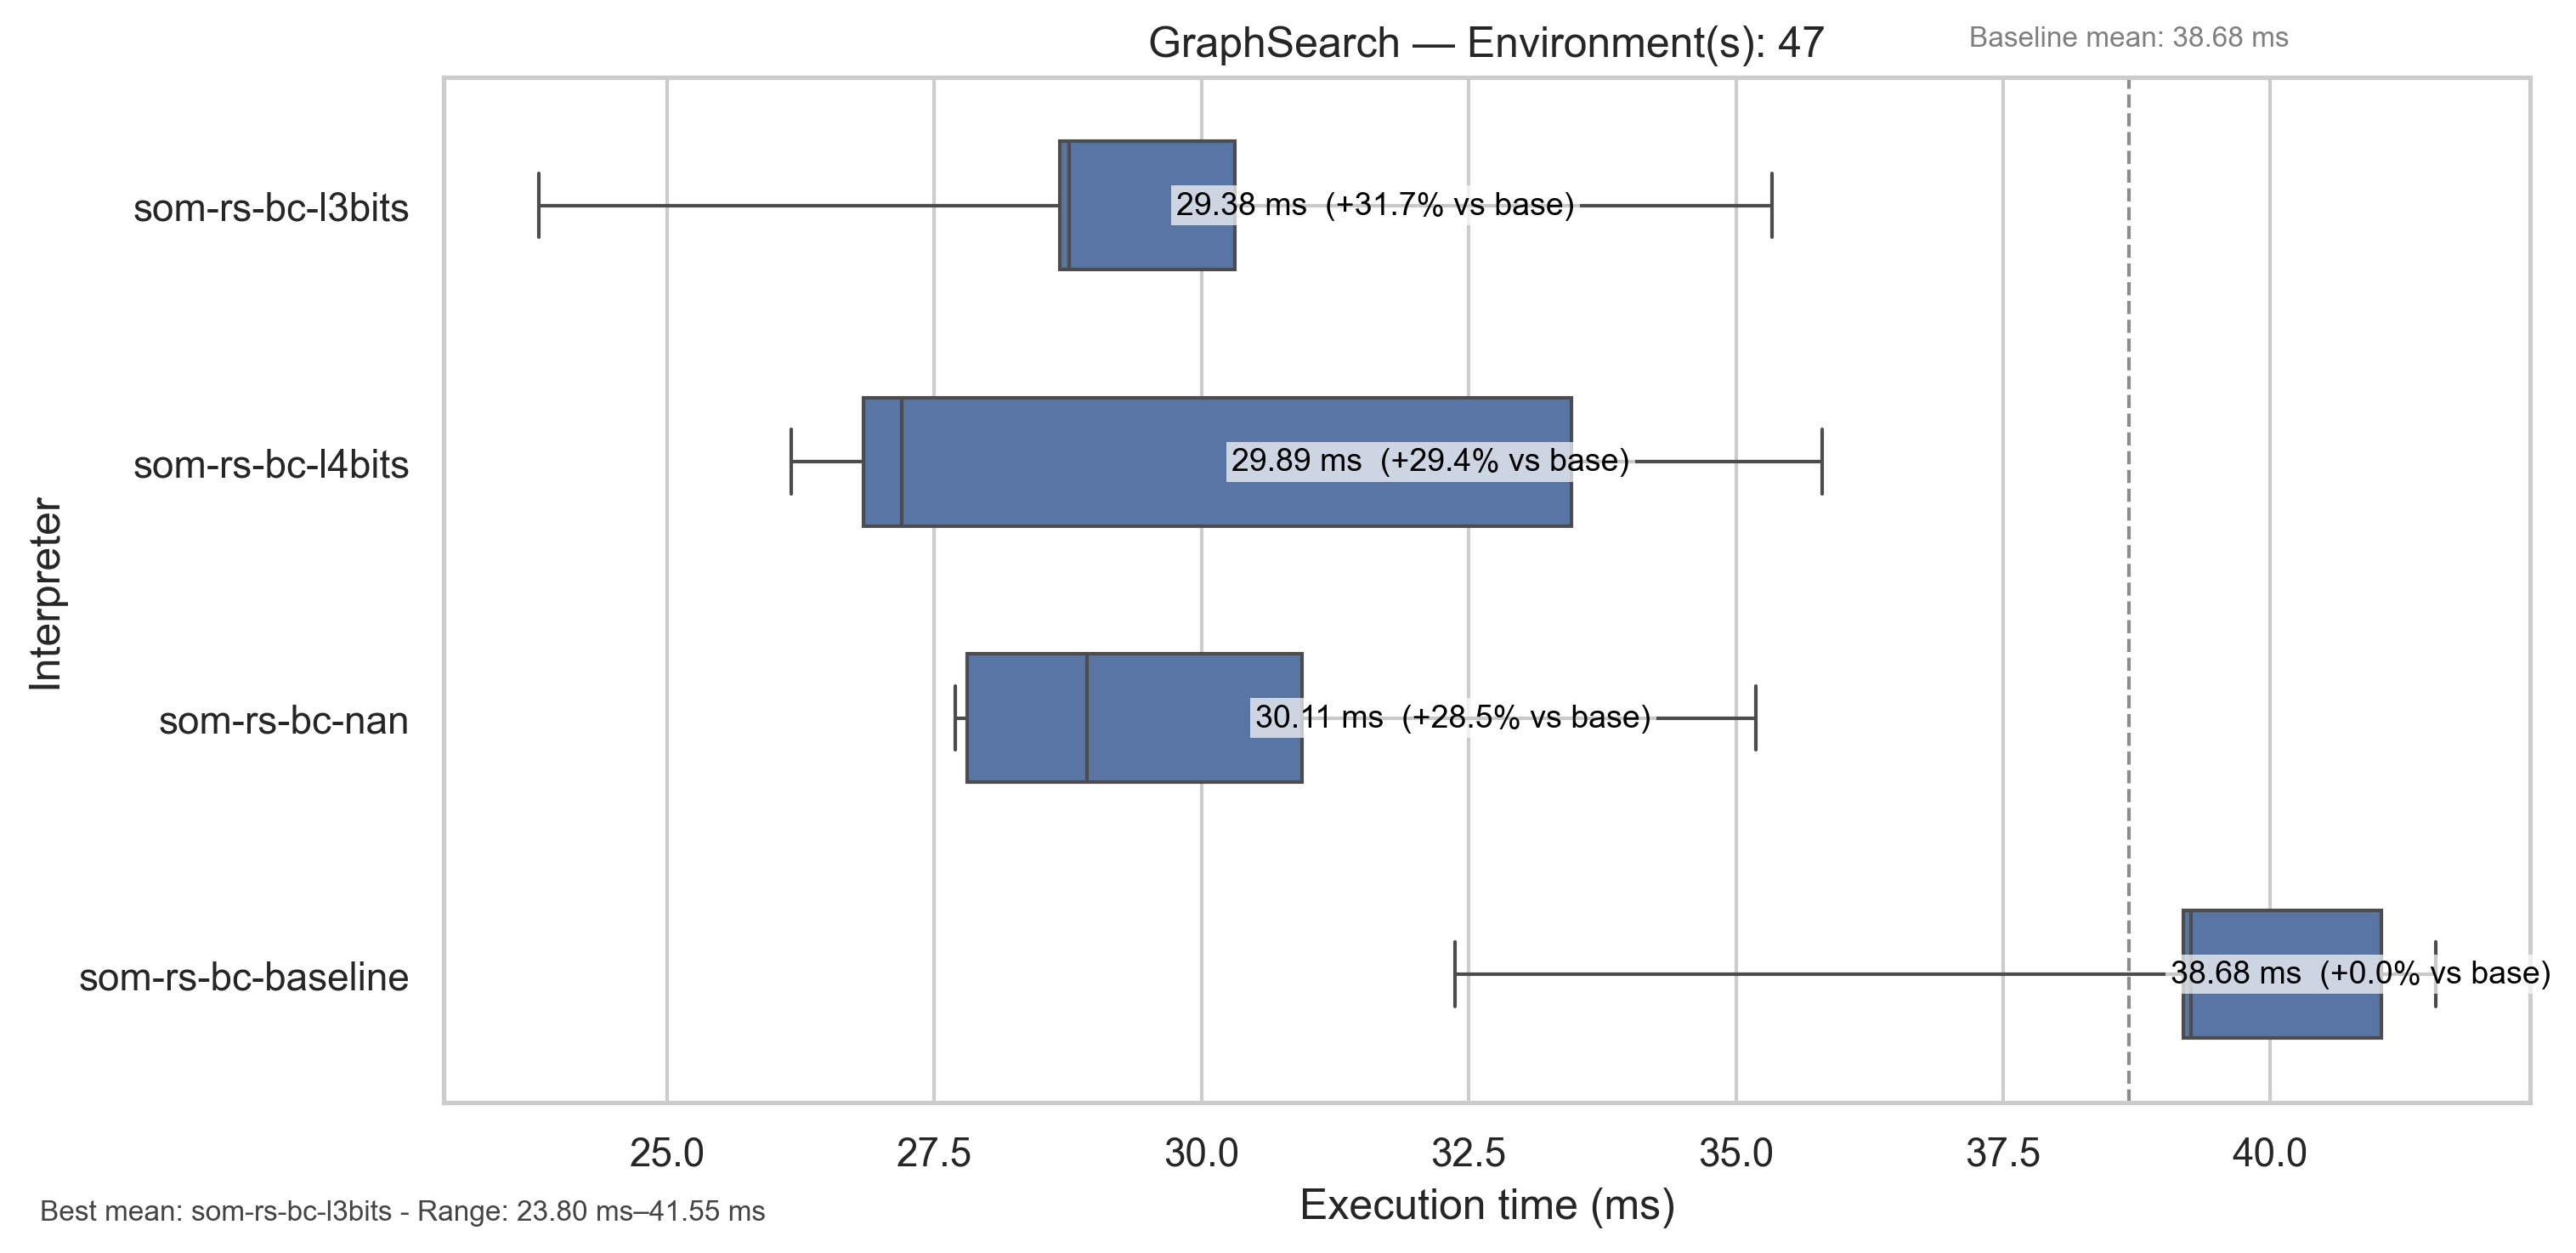 GraphSearch — Environment(s): 47
Baseline mean: 38.68 ms
Interpreter
som-rs-bc-l3bits
29.38 ms (+31.7% vs base)
som-rs-bc-l4bits
29.89 ms (+29.4% vs base)
som-rs-bc-nan
30.11 ms (+28.5% vs base)
som-rs-bc-baseline
38.68 ms (+0.0% vs base)
25.0 27.5 30.0 32.5 35.0 37.5 40.0
Execution time (ms)
Best mean: som-rs-bc-l3bits - Range: 23.80 ms–41.55 ms